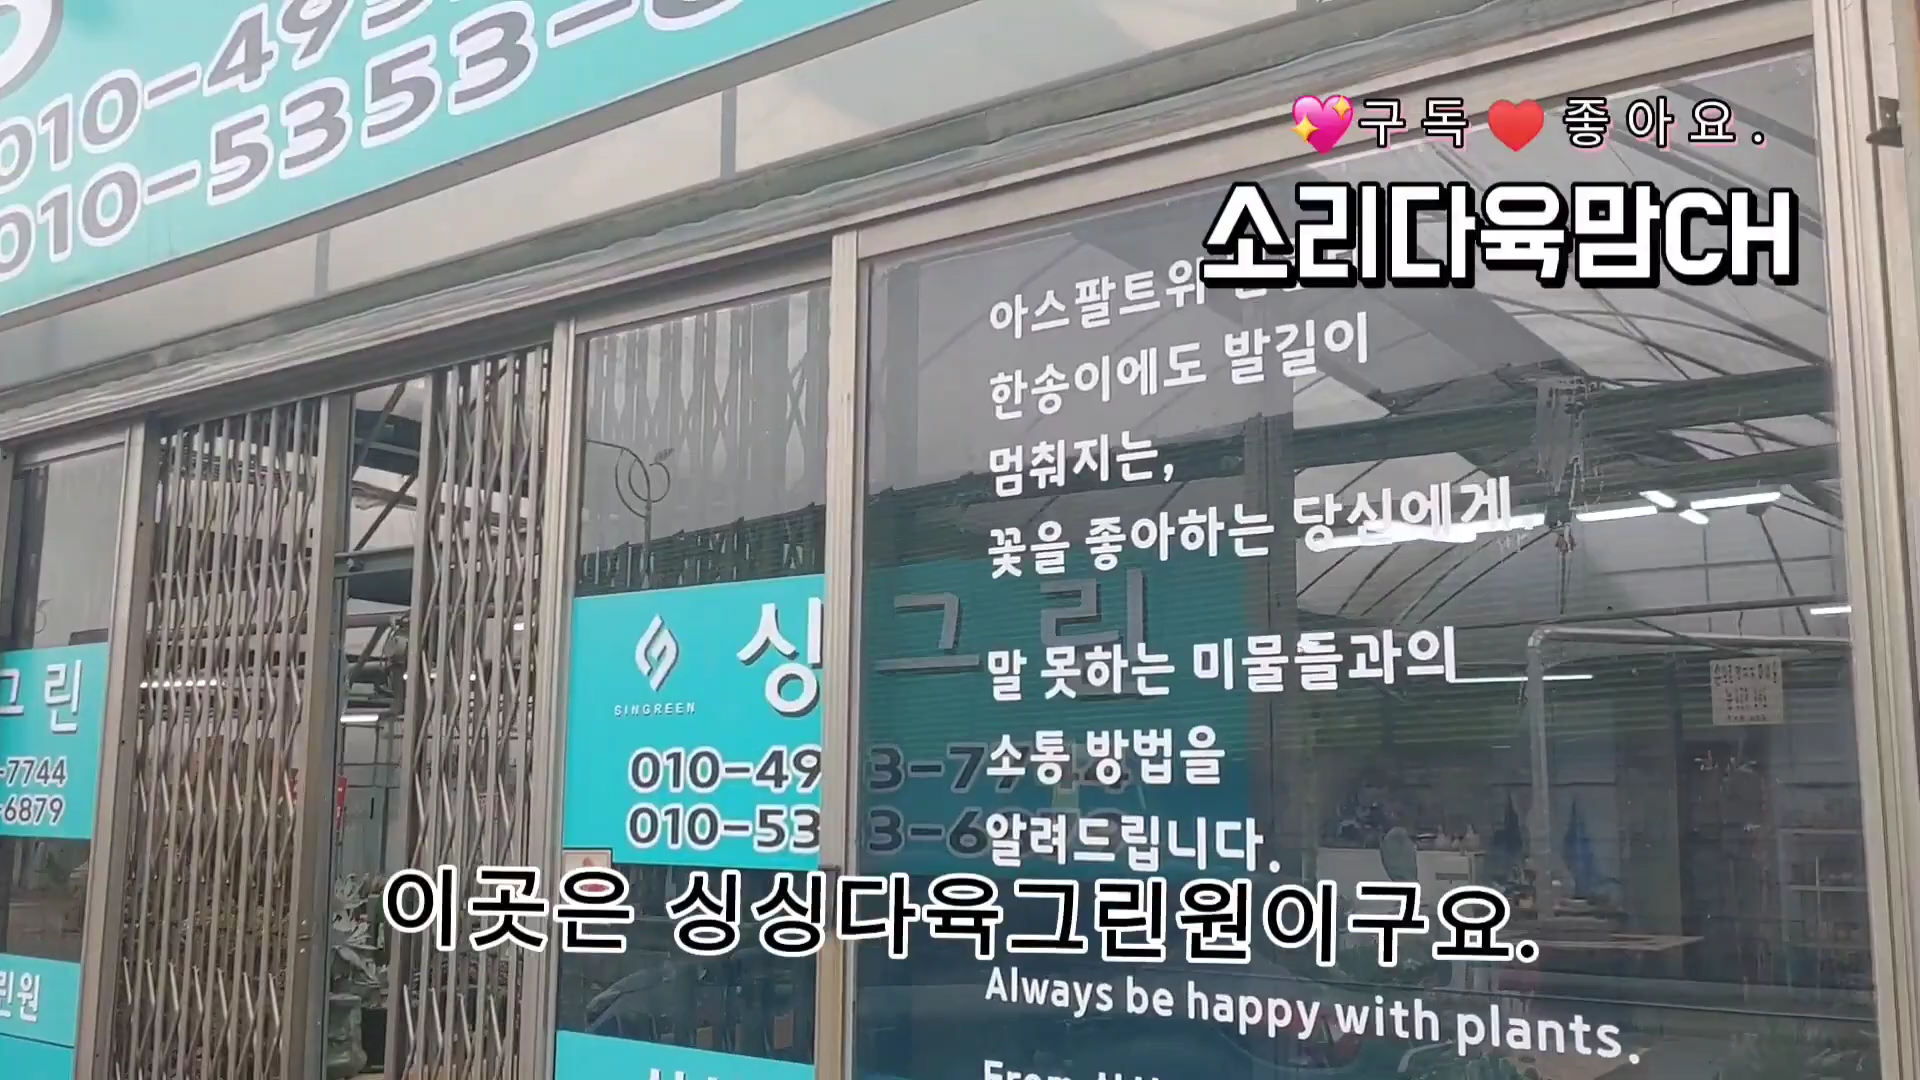 010-49
010-5353-
💖구독❤️좋아요.
소리다육맘CH
아스팔트위
한송이에도 발길이
멈춰지는,
꽃을 좋아하는 당신에게,
말 못하는 미물들과의
소통 방법을
알려드립니다.
Always be happy with plants.
싱그린
SINGREEN
010-49 3-7744
010-53 3-6
그린
-7744
-6879
린원
이곳은 싱싱다육그린원이구요.